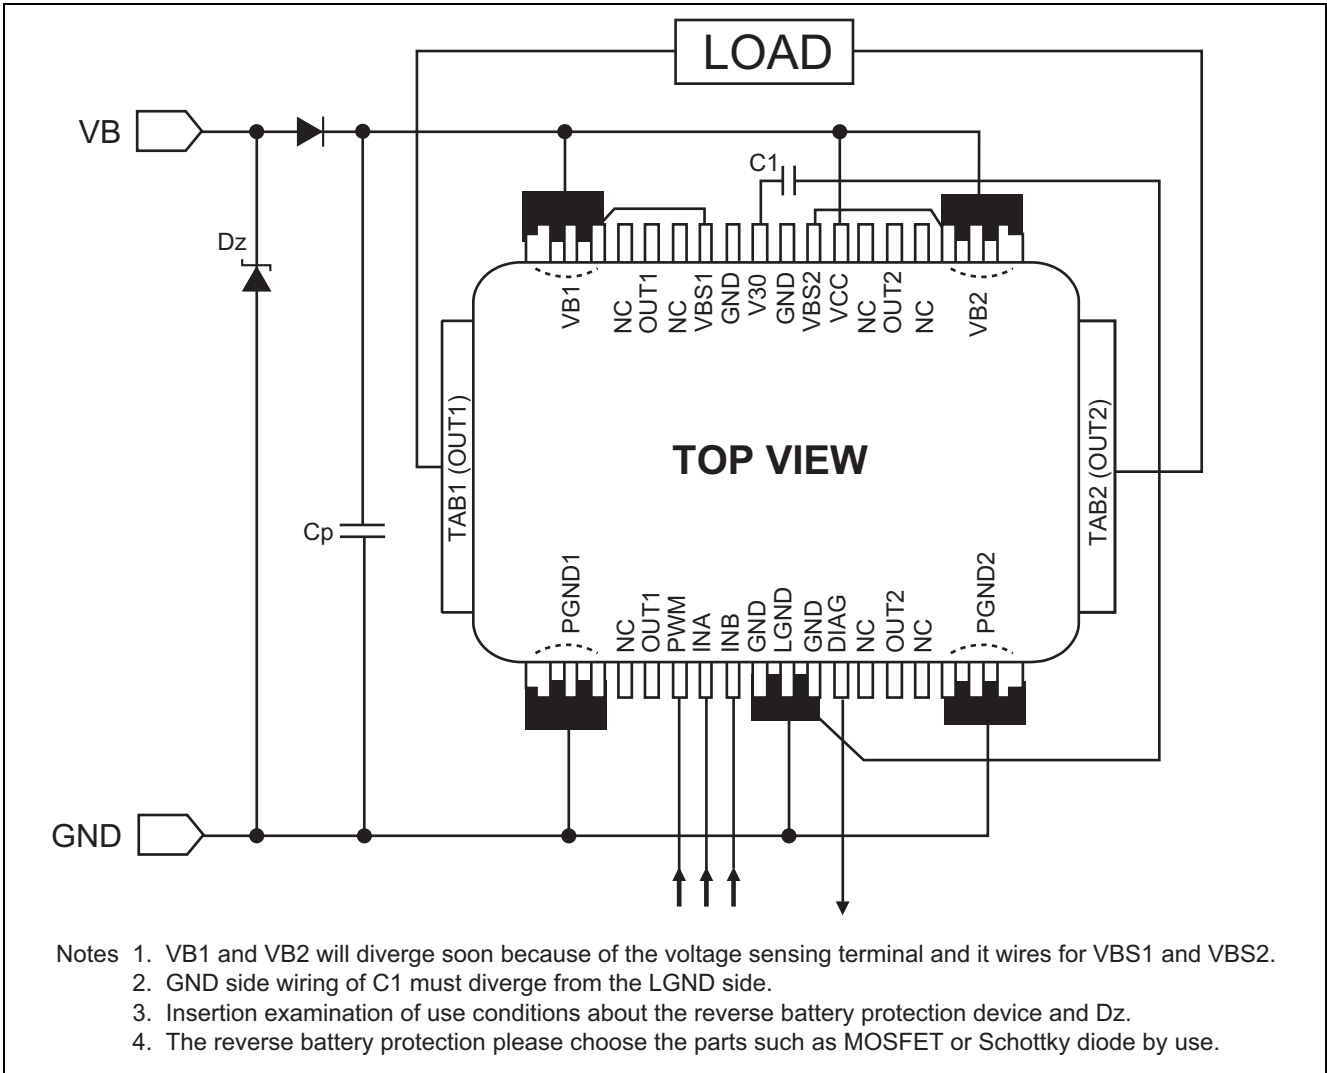 LOAD
VB
C1
Dz
VB1
NC
OUT1
NC
VBS1
GND
V30
GND
VBS2
VCC
NC
OUT2
NC
VB2
TAB1 (OUT1)
TOP VIEW
TAB2 (OUT2)
Cp
PGND1
NC
OUT1
PWM
INA
INB
GND
LGND
GND
DIAG
NC
OUT2
NC
PGND2
GND
Notes 1. VB1 and VB2 will diverge soon because of the voltage sensing terminal and it wires for VBS1 and VBS2.
2. GND side wiring of C1 must diverge from the LGND side.
3. Insertion examination of use conditions about the reverse battery protection device and Dz.
4. The reverse battery protection please choose the parts such as MOSFET or Schottky diode by use.